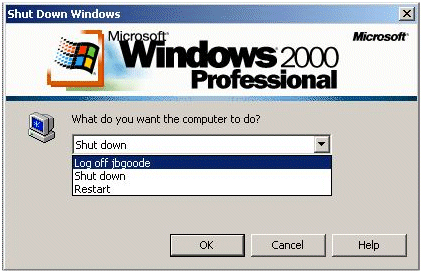 Shut Down Windows
Microsoft
Microsoft
Windows 2000
Professional
What do you want the computer to do?
Shut down
Log off jbgoode
Shut down
Restart
OK
Cancel
Help